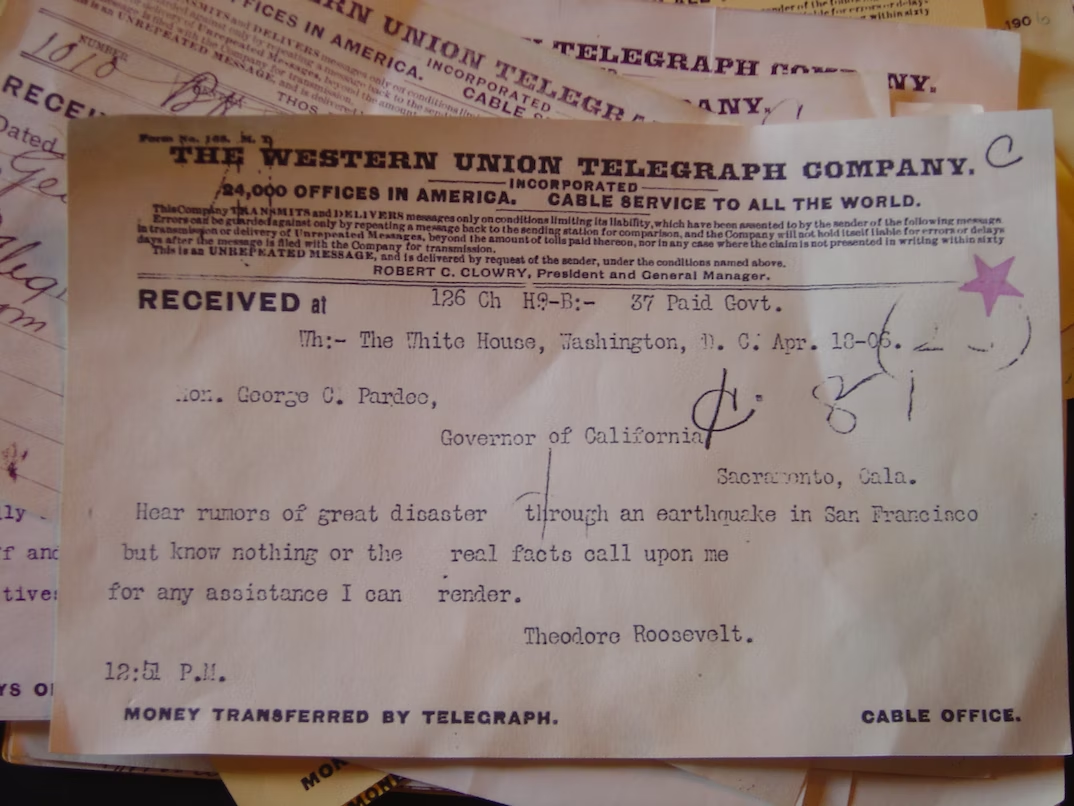 THE WESTERN UNION TELEGRAPH COMPANY.
INCORPORATED
24,000 OFFICES IN AMERICA. CABLE SERVICE TO ALL THE WORLD.
This Company TRANSMITS and DELIVERS messages only on conditions limiting its liability, which have been assented to by the sender of the following message.
Errors can be guarded against only by repeating a message back to the sending station for comparison, and the Company will not hold itself liable for errors or delays
in transmission or delivery of Unrepeated Messages, beyond the amount of tolls paid thereon, nor in any case where the claim is not presented in writing within sixty
days after the message is filed with the Company for transmission.
This is an UNREPEATED MESSAGE, and is delivered by request of the sender, under the conditions named above.
ROBERT C. CLOWRY, President and General Manager.
RECEIVED at 126 Ch H9-B:- 37 Paid Govt.
Wh:- The White House, Washington, D. C. Apr. 18-06.
Hon. George C. Pardee,
Governor of California
Sacramento, Cala.
Hear rumors of great disaster through an earthquake in San Francisco
but know nothing or the real facts call upon me
for any assistance I can render.
Theodore Roosevelt.
12:51 P.M.
MONEY TRANSFERRED BY TELEGRAPH. CABLE OFFICE.